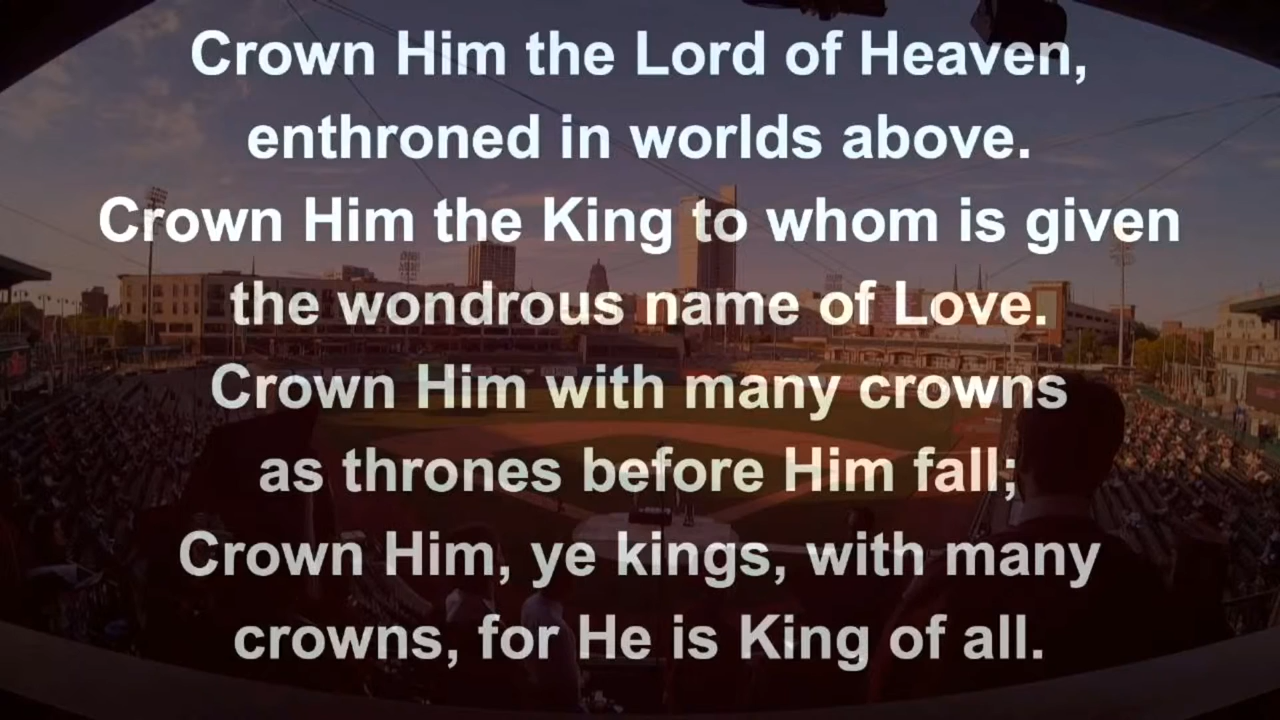 Crown Him the Lord of Heaven,
enthroned in worlds above.
Crown Him the King to whom is given
the wondrous name of Love.
Crown Him with many crowns
as thrones before Him fall;
Crown Him, ye kings, with many
crowns, for He is King of all.